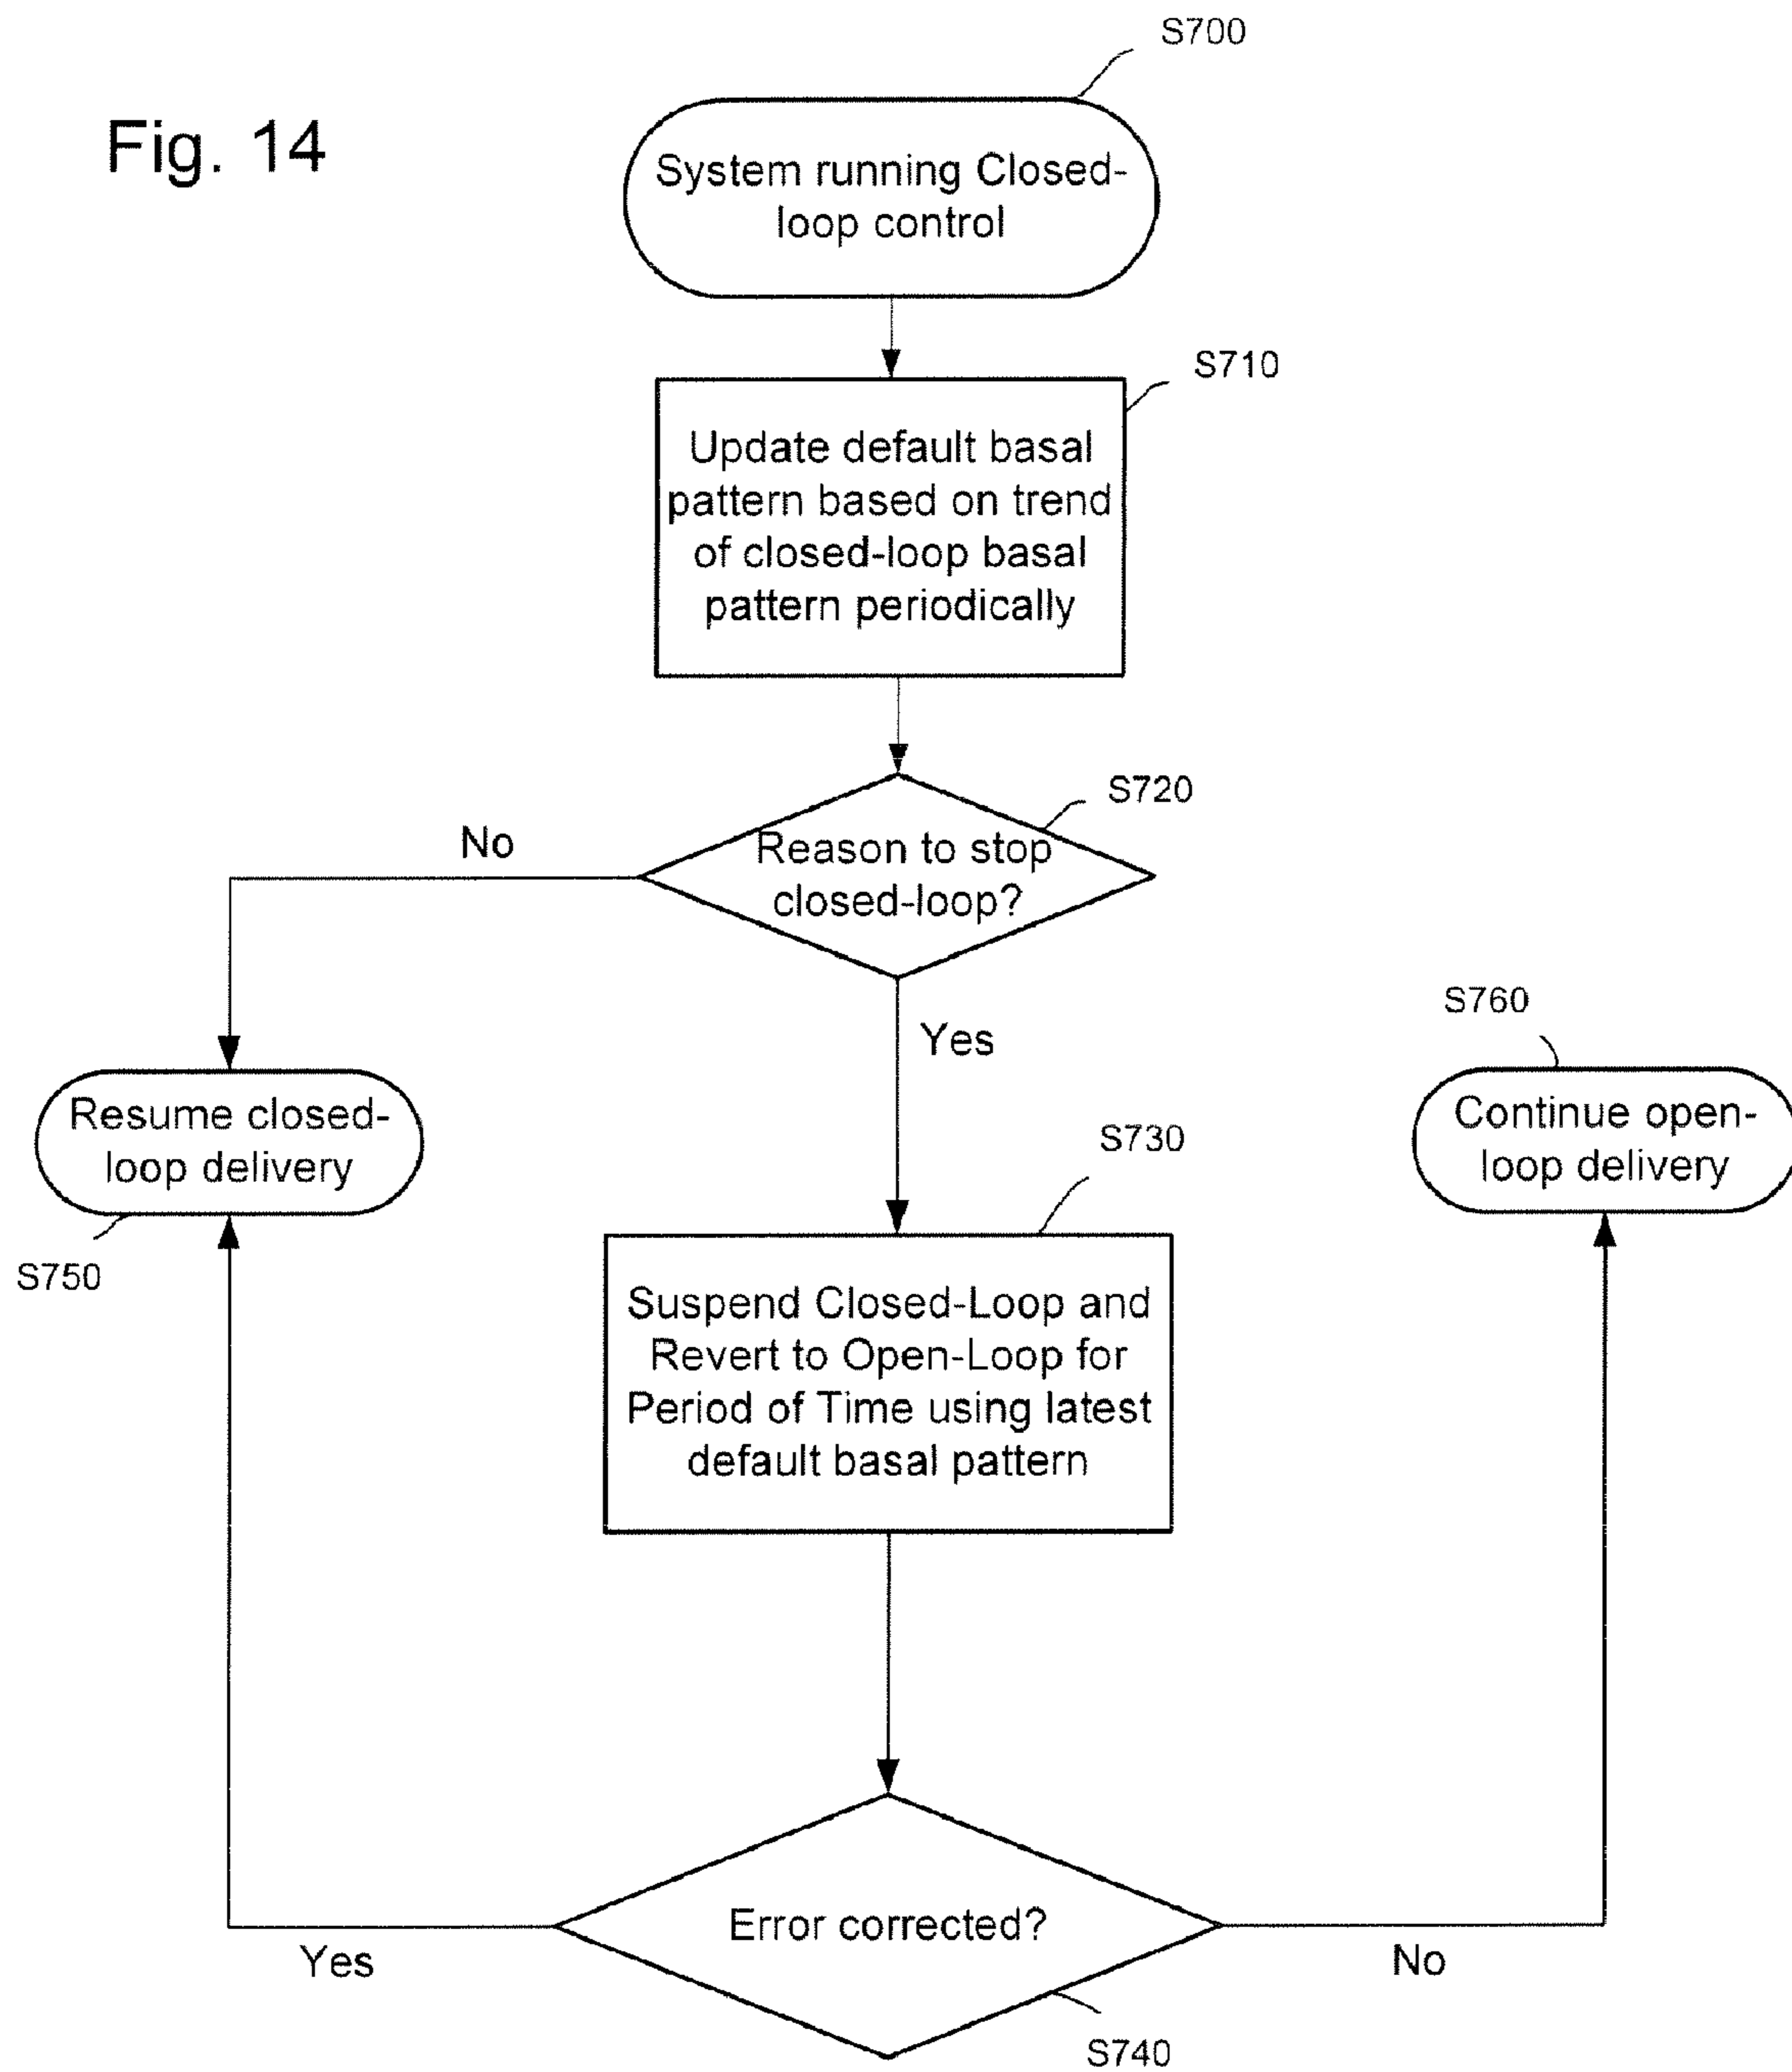 Fig. 14
S700
System running Closed-
loop control
S710
Update default basal
pattern based on trend
of closed-loop basal
pattern periodically
S720
Reason to stop
closed-loop?
No
Yes
S760
Resume closed-
loop delivery
S750
Continue open-
loop delivery
S730
Suspend Closed-Loop and
Revert to Open-Loop for
Period of Time using latest
default basal pattern
Error corrected?
Yes
No
S740